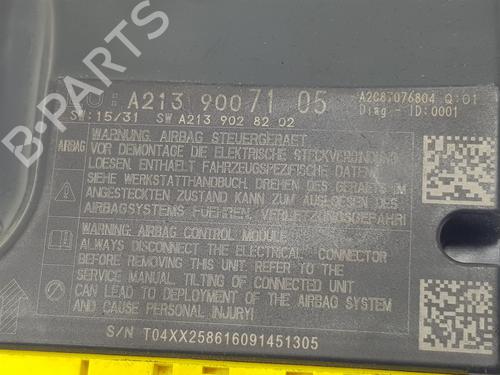 B-PARTS
A213 900 71 05
A2C87076804 Q:01
SW:15/31 SW A213 902 82 02
Diag-ID:0001
WARNUNG. AIRBAG STEUERGERAET
AIRBAG
VOR DEMONTAGE DIE ELEKTRISCHE STECKVERBINDUNG
LOESEN. ENTHAELT FAHRZEUGSPEZIFISCHE DATEN.
SIEHE WERKSTATTHANDBUCH. DREHEN DES GERAETS IM
ANGESTECKTEN ZUSTAND KANN ZUM AUSLOESEN DES
AIRBAGSYSTEMS FUEHREN, VERLETZUNGSGEFAHR!
WARNING: AIRBAG CONTROL MODULE
ALWAYS DISCONNECT THE ELECTRICAL CONNECTOR
BEFORE REMOVING THIS UNIT. REFER TO THE
SERVICE MANUAL. TILTING OF CONNECTED UNIT
CAN LEAD TO DEPLOYMENT OF THE AIRBAG SYSTEM
AND PERSONAL INJURY!
S/N T04XX258616091451305